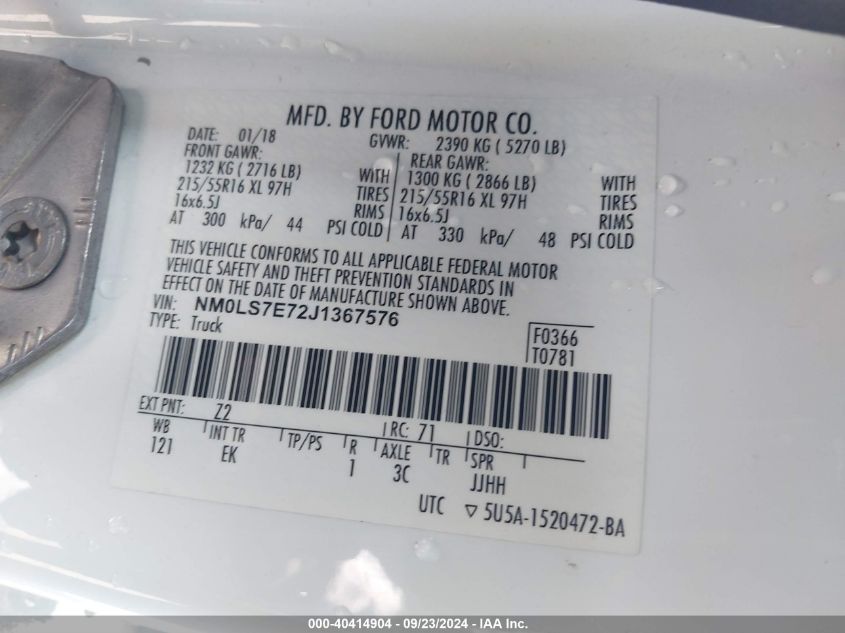 MFD. BY FORD MOTOR CO.
DATE: 01/18 GVWR: 2390 KG ( 5270 LB)
FRONT GAWR: REAR GAWR:
1232 KG ( 2716 LB) WITH 1300 KG ( 2866 LB) WITH
215/55R16 XL 97H TIRES 215/55R16 XL 97H TIRES
16x6.5J RIMS 16x6.5J RIMS
AT 300 kPa/ 44 PSI COLD AT 330 kPa/ 48 PSI COLD
THIS VEHICLE CONFORMS TO ALL APPLICABLE FEDERAL MOTOR
VEHICLE SAFETY AND THEFT PREVENTION STANDARDS IN
EFFECT ON THE DATE OF MANUFACTURE SHOWN ABOVE.
VIN: NM0LS7E72J1367576
TYPE: Truck
F0366
T0781
EXT PNT: Z2 RC: 71 DSO:
WB INT TR TP/PS R AXLE TR SPR
121 EK 1 3C JJHH
UTC ▽ 5U5A-1520472-BA
000-40414904 - 09/23/2024 - IAA Inc.